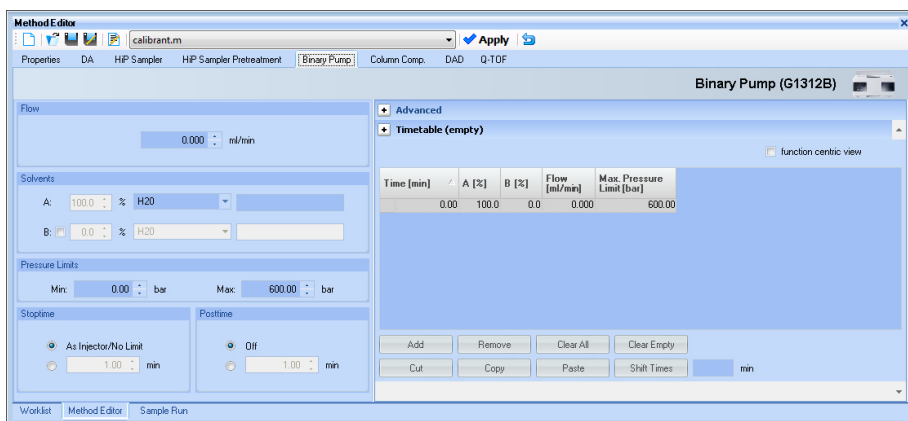 Method Editor
x
calibrant.m
Apply
Properties DA HiP Sampler HiP Sampler Pretreatment Binary Pump Column Comp. DAD Q-TOF
Binary Pump (G1312B)
Flow
0.000 ml/min
Solvents
A: 100.0 % H20
B: 0.0 % H20
Pressure Limits
Min: 0.00 bar Max: 600.00 bar
Stoptime
As Injector/No Limit
1.00 min
Posttime
Off
1.00 min
+ Advanced
+ Timetable (empty)
function centric view
Time [min] A [%] B [%] Flow [ml/min] Max. Pressure Limit [bar]
0.00 100.0 0.0 0.000 600.00
Add Remove Clear All Clear Empty
Cut Copy Paste Shift Times min
Worklist Method Editor Sample Run